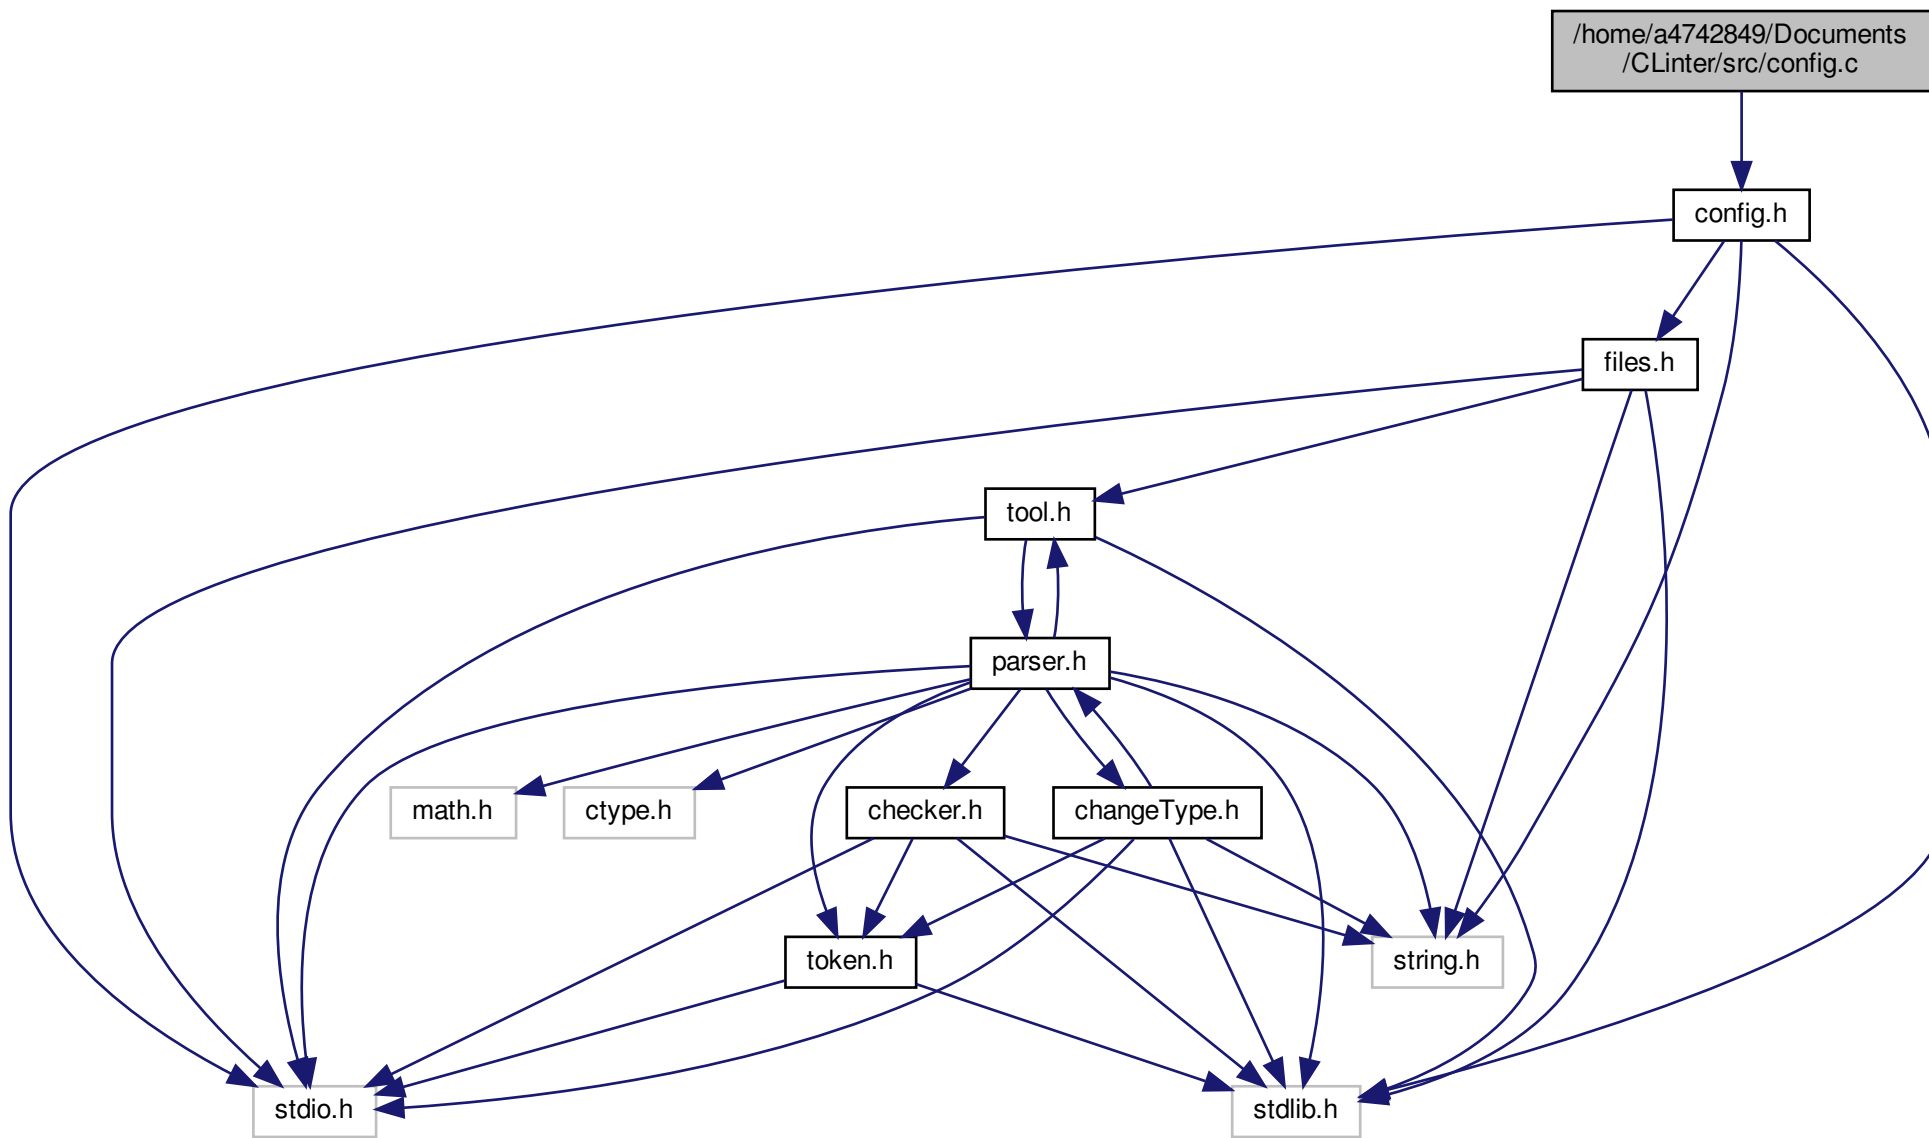 /home/a4742849/Documents
/CLinter/src/config.c
config.h
files.h
tool.h
parser.h
math.h
ctype.h
checker.h
changeType.h
token.h
string.h
stdio.h
stdlib.h